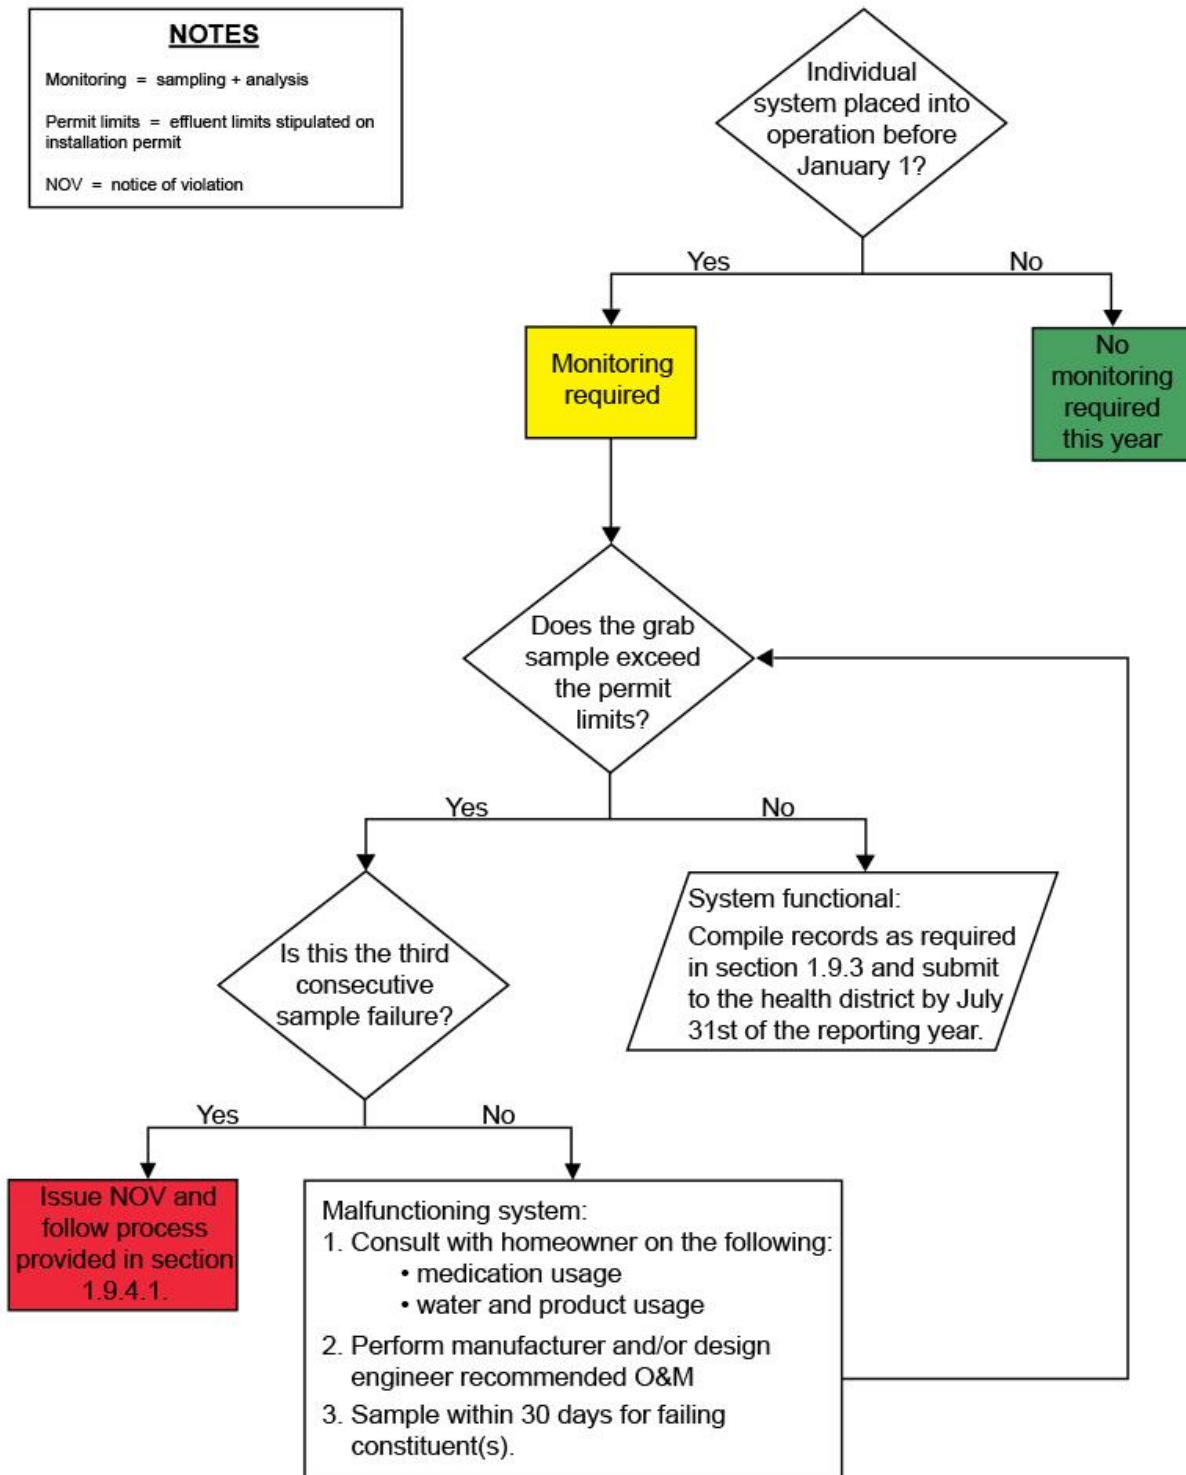 NOTES
Monitoring = sampling + analysis
Permit limits = effluent limits stipulated on
installation permit
NOV = notice of violation
Individual
system placed into
operation before
January 1?
Yes
No
Monitoring
required
No
monitoring
required
this year
Does the grab
sample exceed
the permit
limits?
Yes
No
Is this the third
consecutive
sample failure?
System functional:
Compile records as required
in section 1.9.3 and submit
to the health district by July
31st of the reporting year.
Yes
No
Issue NOV and
follow process
provided in section
1.9.4.1.
Malfunctioning system:
1. Consult with homeowner on the following:
• medication usage
• water and product usage
2. Perform manufacturer and/or design
engineer recommended O&M
3. Sample within 30 days for failing
constituent(s).